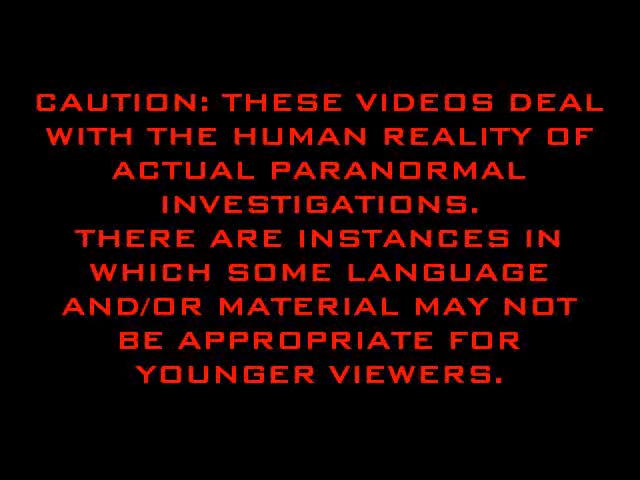 CAUTION: THESE VIDEOS DEAL
WITH THE HUMAN REALITY OF
ACTUAL PARANORMAL
INVESTIGATIONS.
THERE ARE INSTANCES IN
WHICH SOME LANGUAGE
AND/OR MATERIAL MAY NOT
BE APPROPRIATE FOR
YOUNGER VIEWERS.